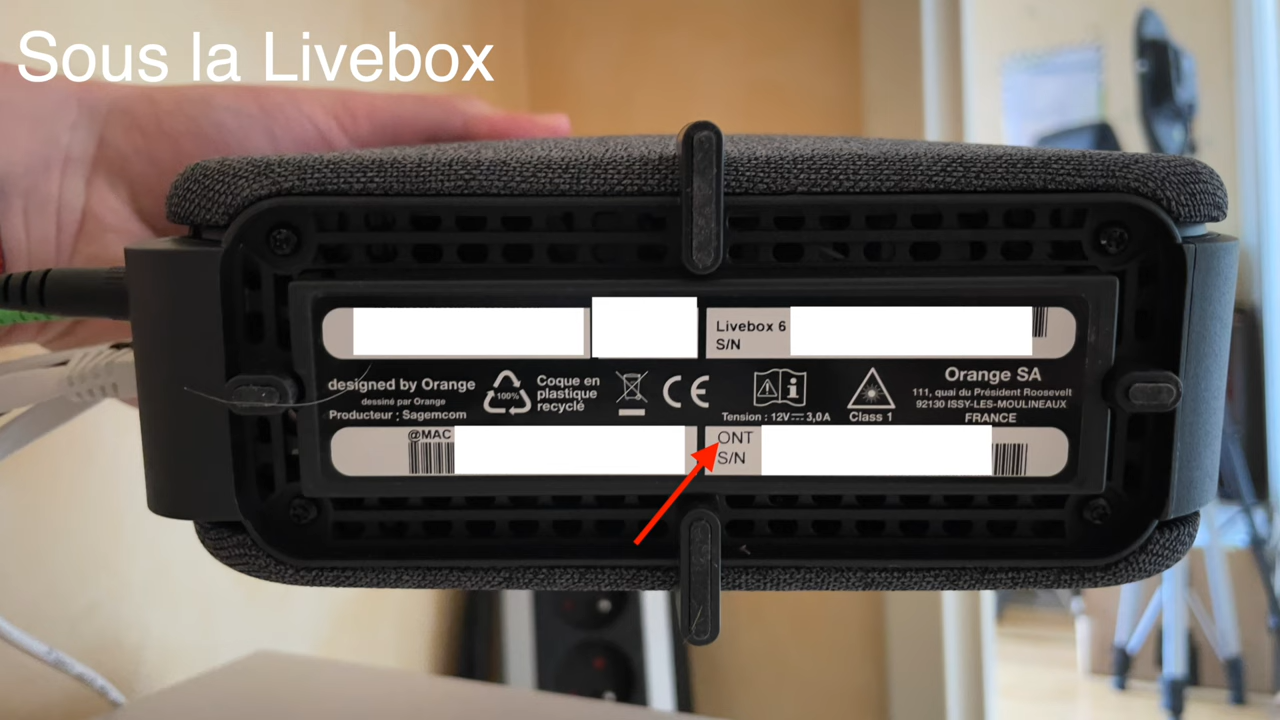 Sous la Livebox
Livebox 6
S/N
designed by Orange
dessiné par Orange
Producteur : Sagemcom
100%
Coque en
plastique
recyclé
CE
Tension : 12V⎓3,0A
Class 1
Orange SA
111, quai du Président Roosevelt
92130 ISSY-LES-MOULINEAUX
FRANCE
@MAC
ONT
S/N